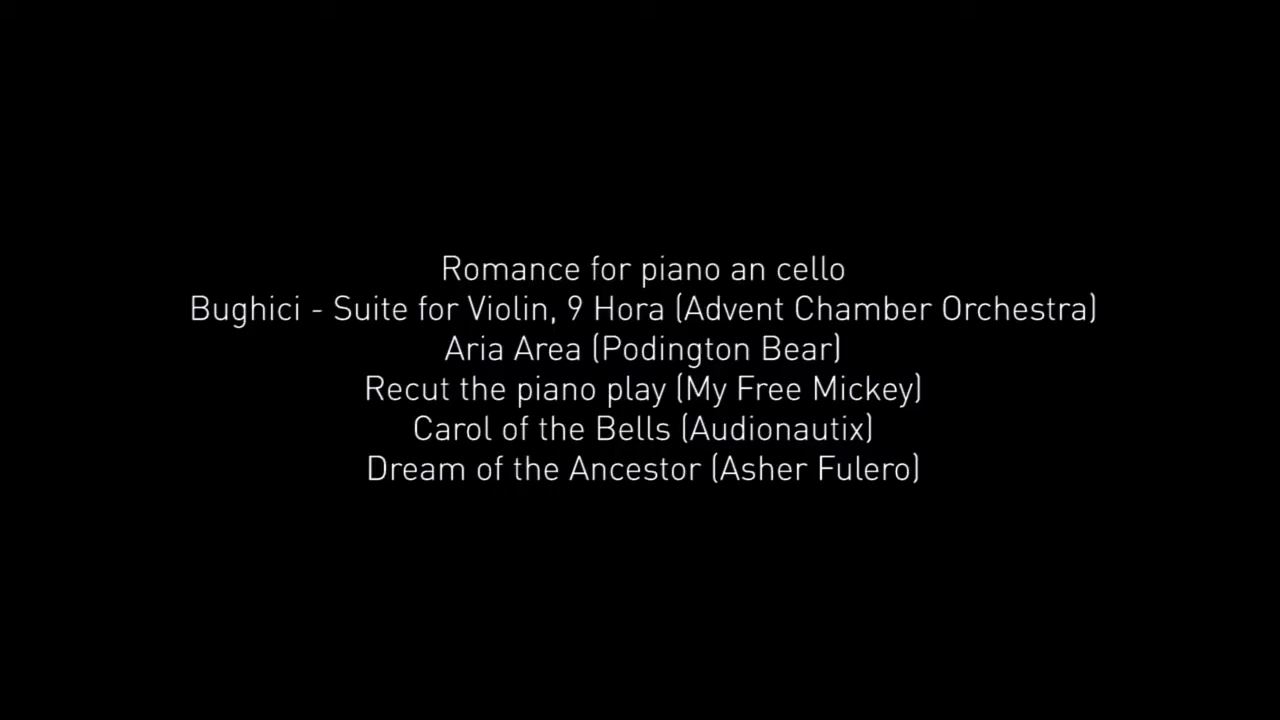 Romance for piano an cello
Bughici - Suite for Violin, 9 Hora (Advent Chamber Orchestra)
Aria Area (Podington Bear)
Recut the piano play (My Free Mickey)
Carol of the Bells (Audionautix)
Dream of the Ancestor (Asher Fulero)